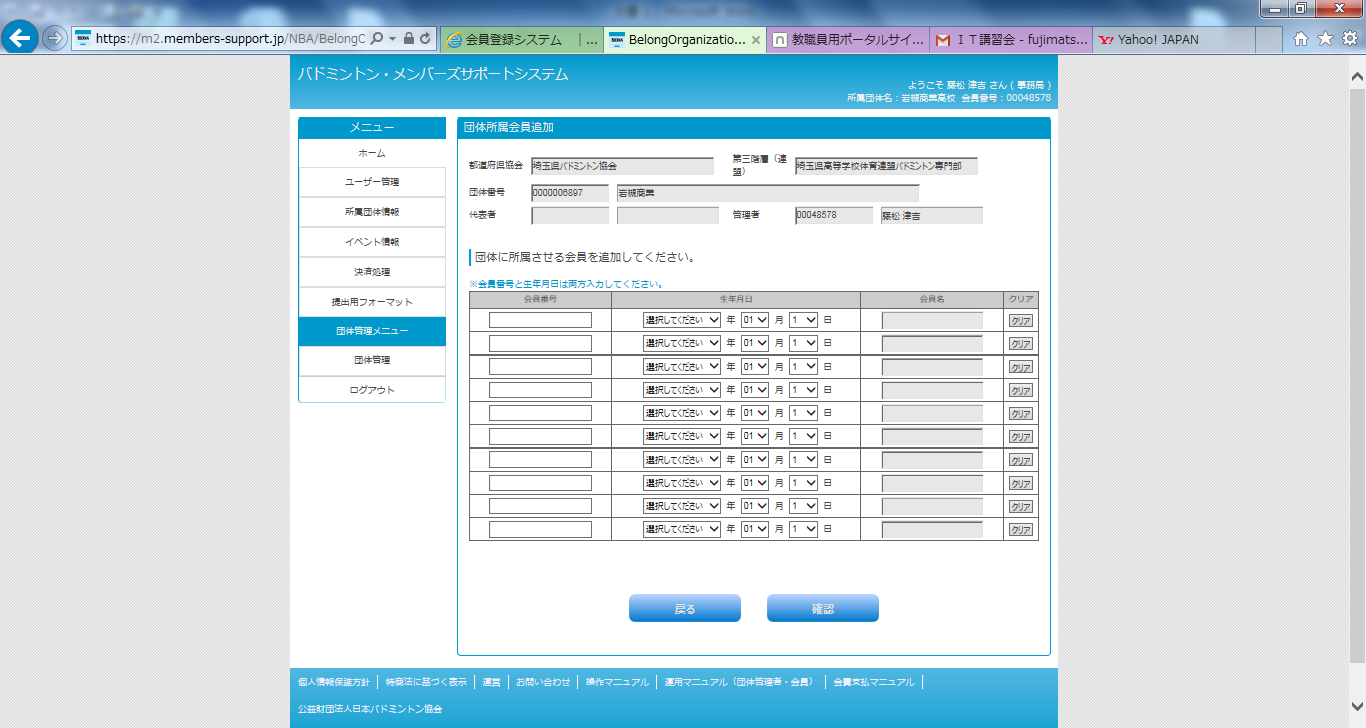 https://m2.members-support.jp/NBA/BelongO
会員登録システム | ...
BelongOrganizatio...
教職員用ポータルサイ...
ＩＴ講習会 - fujimats...
Yahoo! JAPAN
バドミントン・メンバーズサポートシステム
ようこそ 藤松 津吉 さん ( 事務局 )
所属団体名：岩槻商業高校 会員番号：00048578
メニュー
ホーム
ユーザー管理
所属団体情報
イベント情報
決済処理
提出用フォーマット
団体管理メニュー
団体管理
ログアウト
団体所属会員追加
都道府県協会 埼玉県バドミントン協会 第三階層（連盟） 埼玉県高等学校体育連盟バドミントン専門部
団体番号 0000006897 岩槻商業
代表者 管理者 00048578 藤松 津吉
団体に所属させる会員を追加してください。
※会員番号と生年月日は両方入力してください。
会員番号 生年月日 会員名 クリア
選択してください 年 01 月 1 日 クリア
選択してください 年 01 月 1 日 クリア
選択してください 年 01 月 1 日 クリア
選択してください 年 01 月 1 日 クリア
選択してください 年 01 月 1 日 クリア
選択してください 年 01 月 1 日 クリア
選択してください 年 01 月 1 日 クリア
選択してください 年 01 月 1 日 クリア
選択してください 年 01 月 1 日 クリア
選択してください 年 01 月 1 日 クリア
戻る 確認
個人情報保護方針 | 特商法に基づく表示 | 運営 | お問い合わせ | 操作マニュアル | 運用マニュアル（団体管理者・会員） | 会費支払マニュアル |
公益財団法人日本バドミントン協会